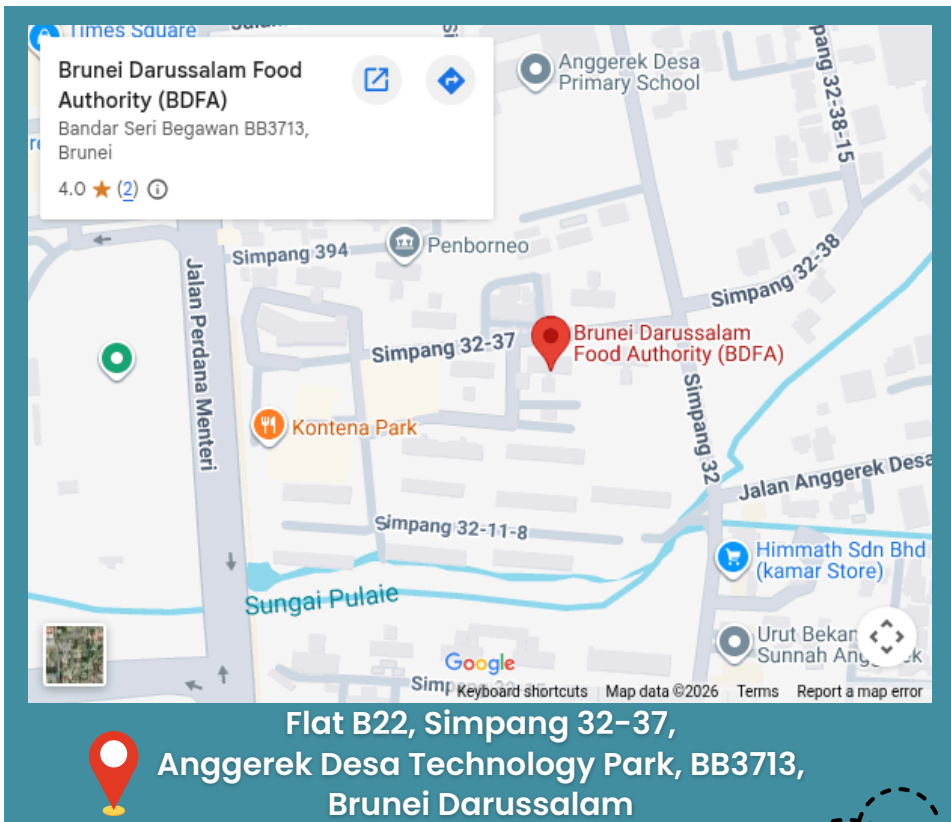 Times Square
Brunei Darussalam Food
Authority (BDFA)
Bandar Seri Begawan BB3713,
Brunei
4.0 ★ (2)
Anggerek Desa
Primary School
Simpang 32-38-15
Simpang 394
Penborneo
Simpang 32-38
Jalan Perdana Menteri
Simpang 32-37
Brunei Darussalam
Food Authority (BDFA)
Kontena Park
Simpang 32
Jalan Anggerek Desa
Simpang 32-11-8
Himmath Sdn Bhd
(kamar Store)
Sungai Pulaie
Urut Bekam
Sunnah
Google
Keyboard shortcuts
Map data ©2026
Terms
Report a map error
Flat B22, Simpang 32-37,
Anggerek Desa Technology Park, BB3713,
Brunei Darussalam